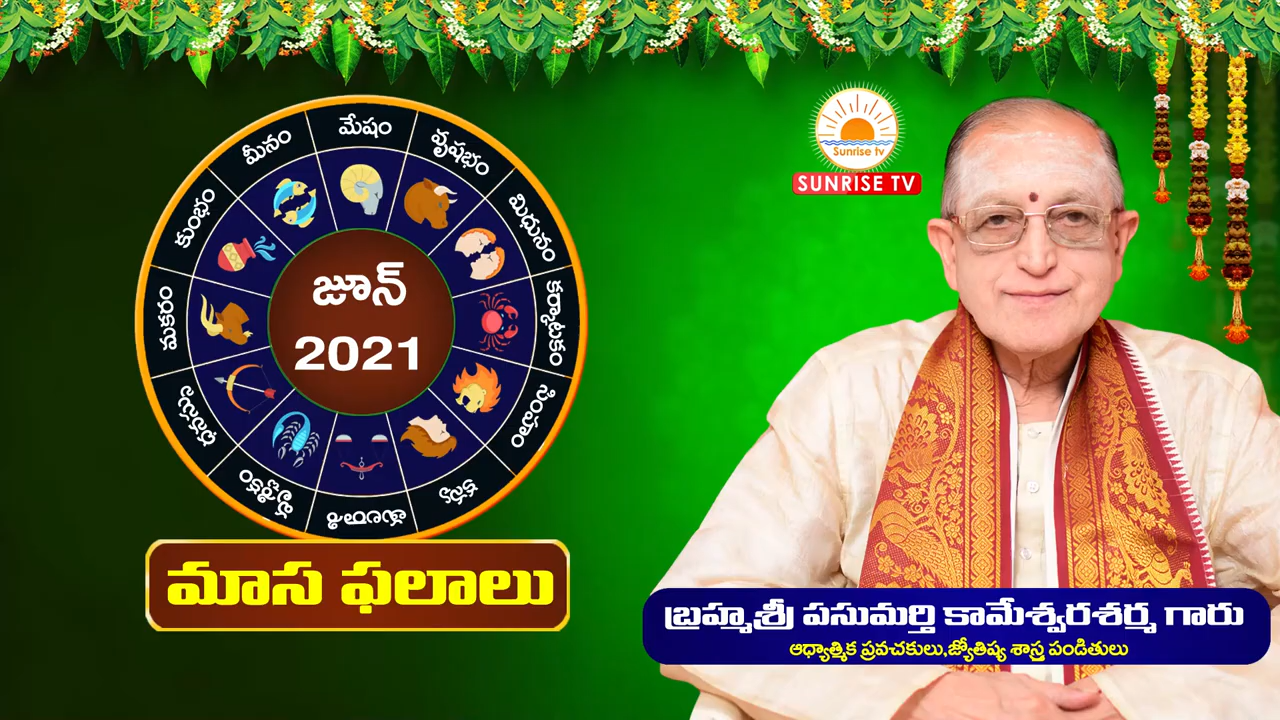 మేషం
వృషభం
మిధునం
కర్కాటకం
సింహం
కన్య
తులారాశి
వృశ్చికం
ధనుస్సు
మకరం
కుంభం
మీనం
జూన్
2021
మాస ఫలాలు
Sunrise tv
SUNRISE TV
బ్రహ్మశ్రీ పసుమర్తి కామేశ్వరశర్మ గారు
ఆధ్యాత్మిక ప్రవచకులు,జ్యోతిష్య శాస్త్ర పండితులు